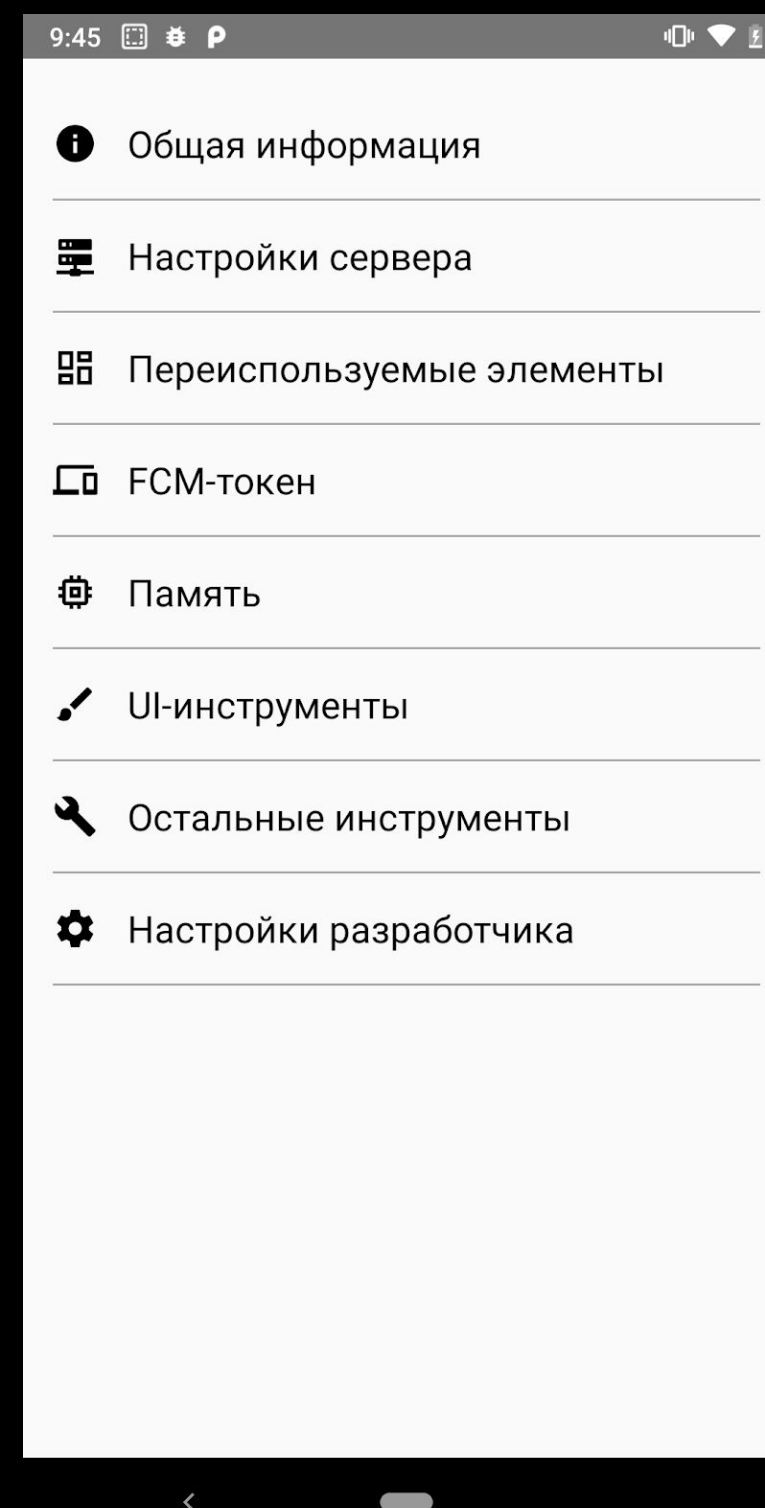 9:45
Общая информация
Настройки сервера
Переиспользуемые элементы
FCM-токен
Память
UI-инструменты
Остальные инструменты
Настройки разработчика